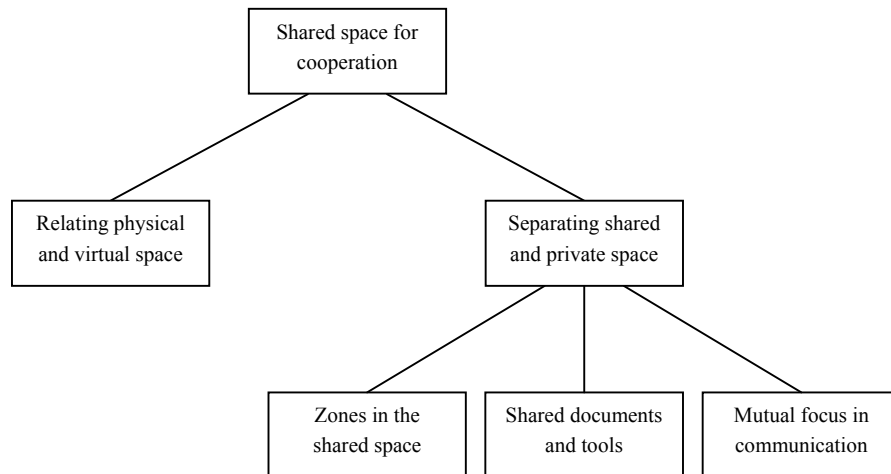 Shared space for
cooperation
Relating physical
and virtual space
Separating shared
and private space
Zones in the
shared space
Shared documents
and tools
Mutual focus in
communication